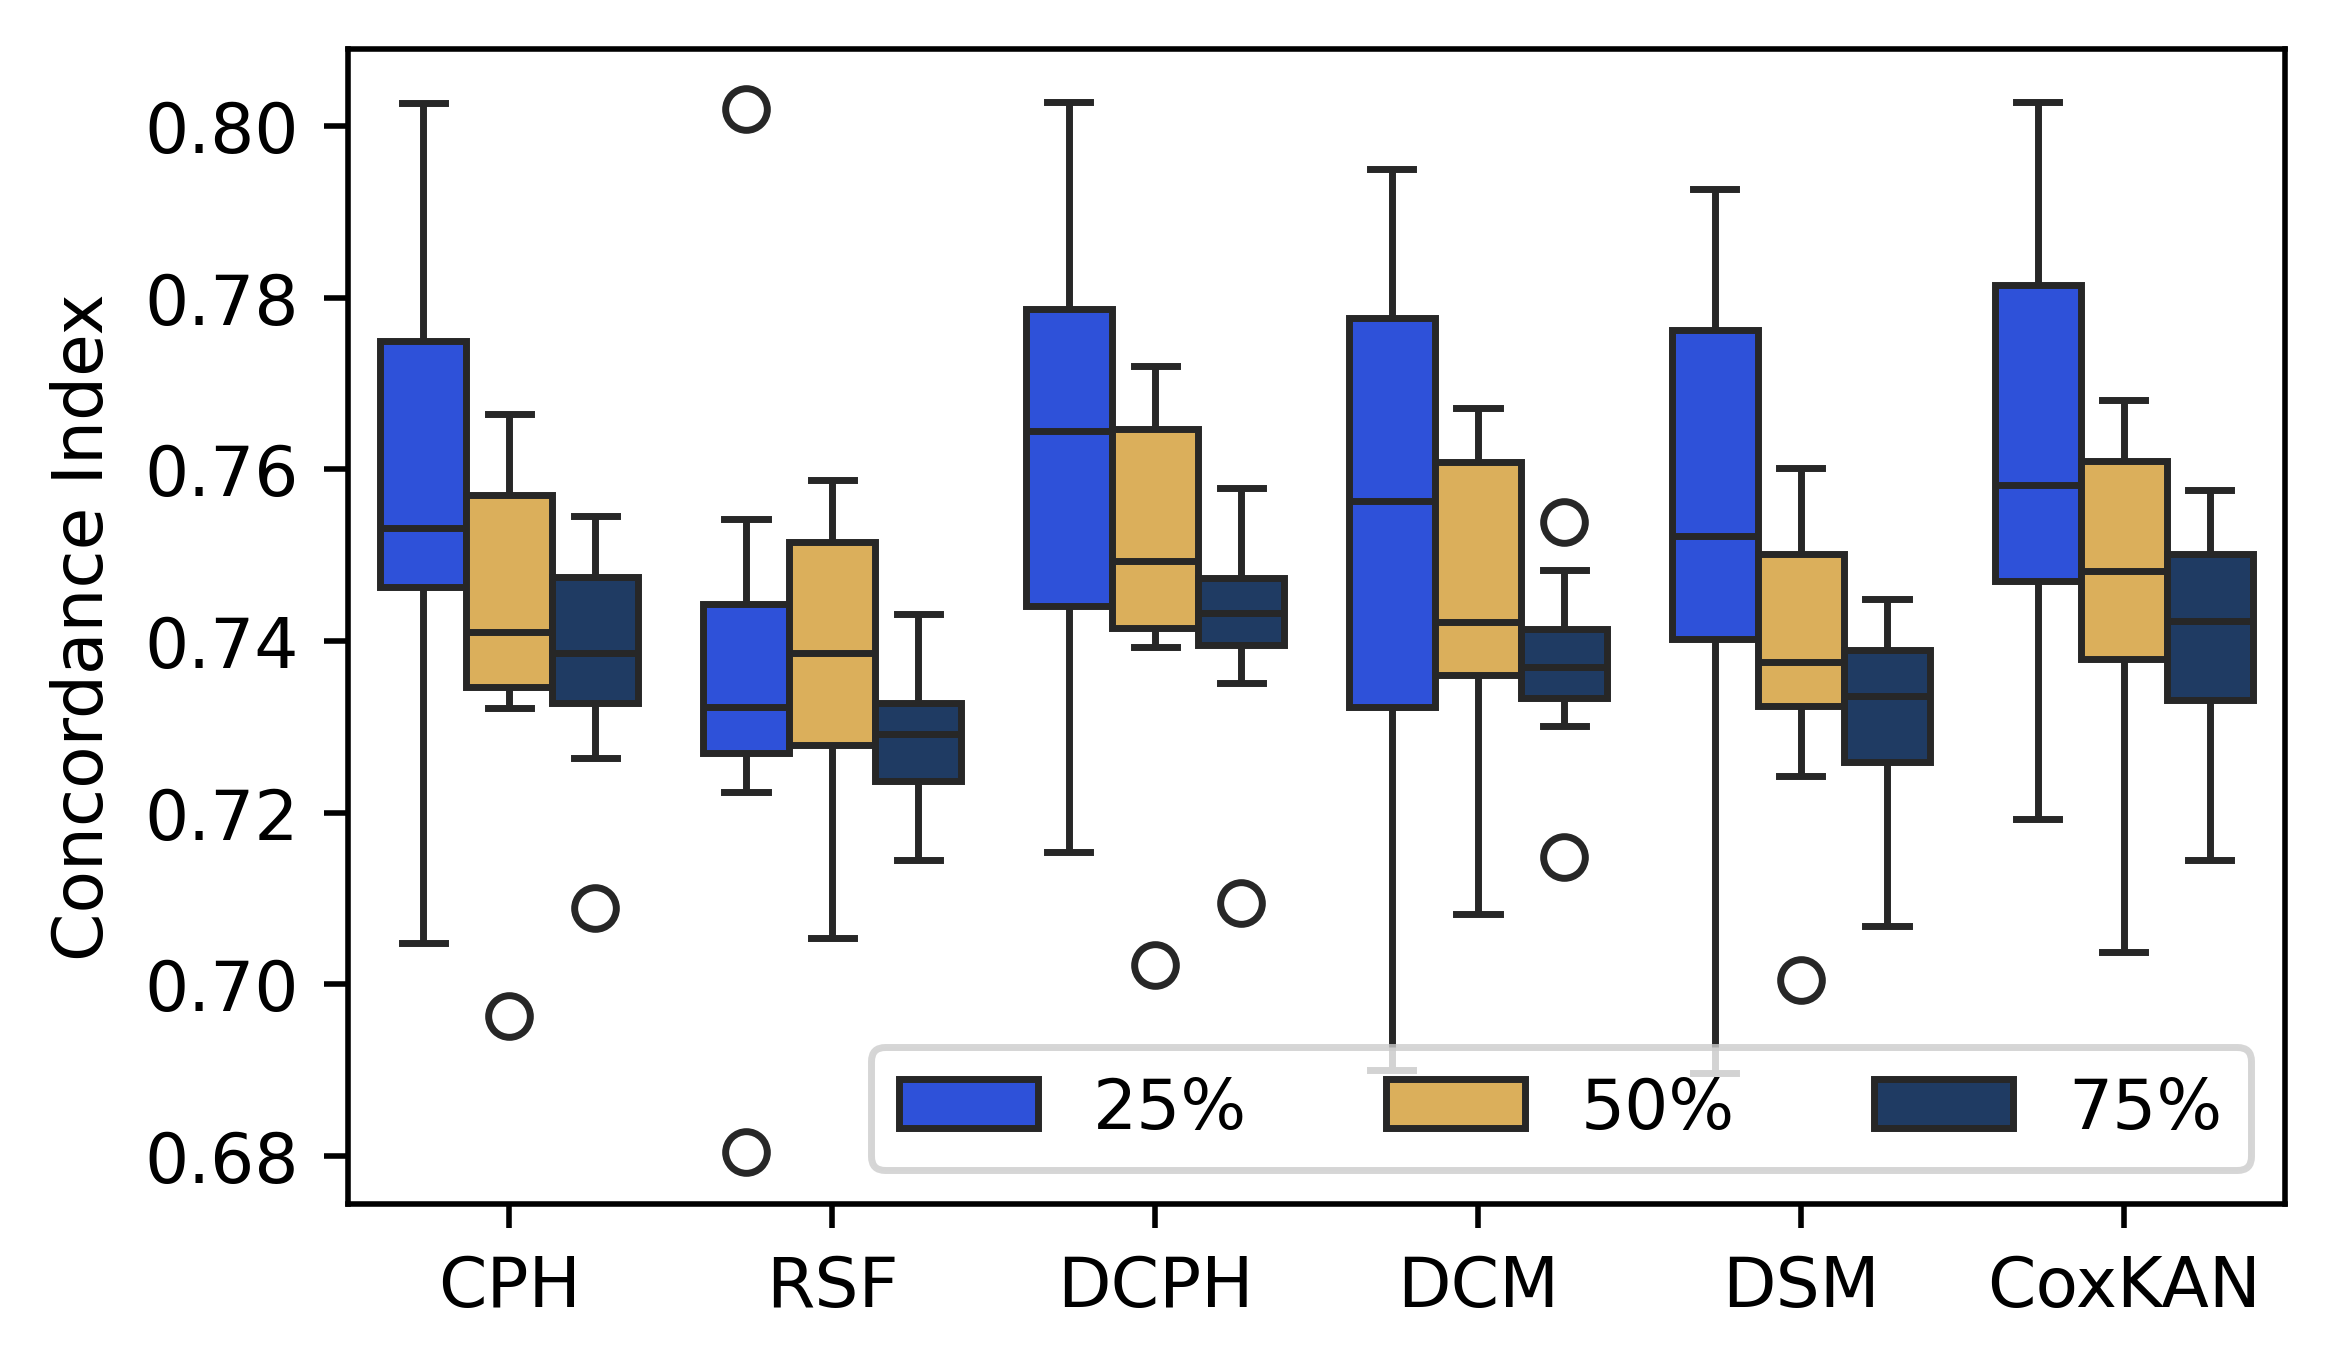 Concordance Index
0.80
0.78
0.76
0.74
0.72
0.70
0.68
25% 50% 75%
CPH RSF DCPH DCM DSM CoxKAN